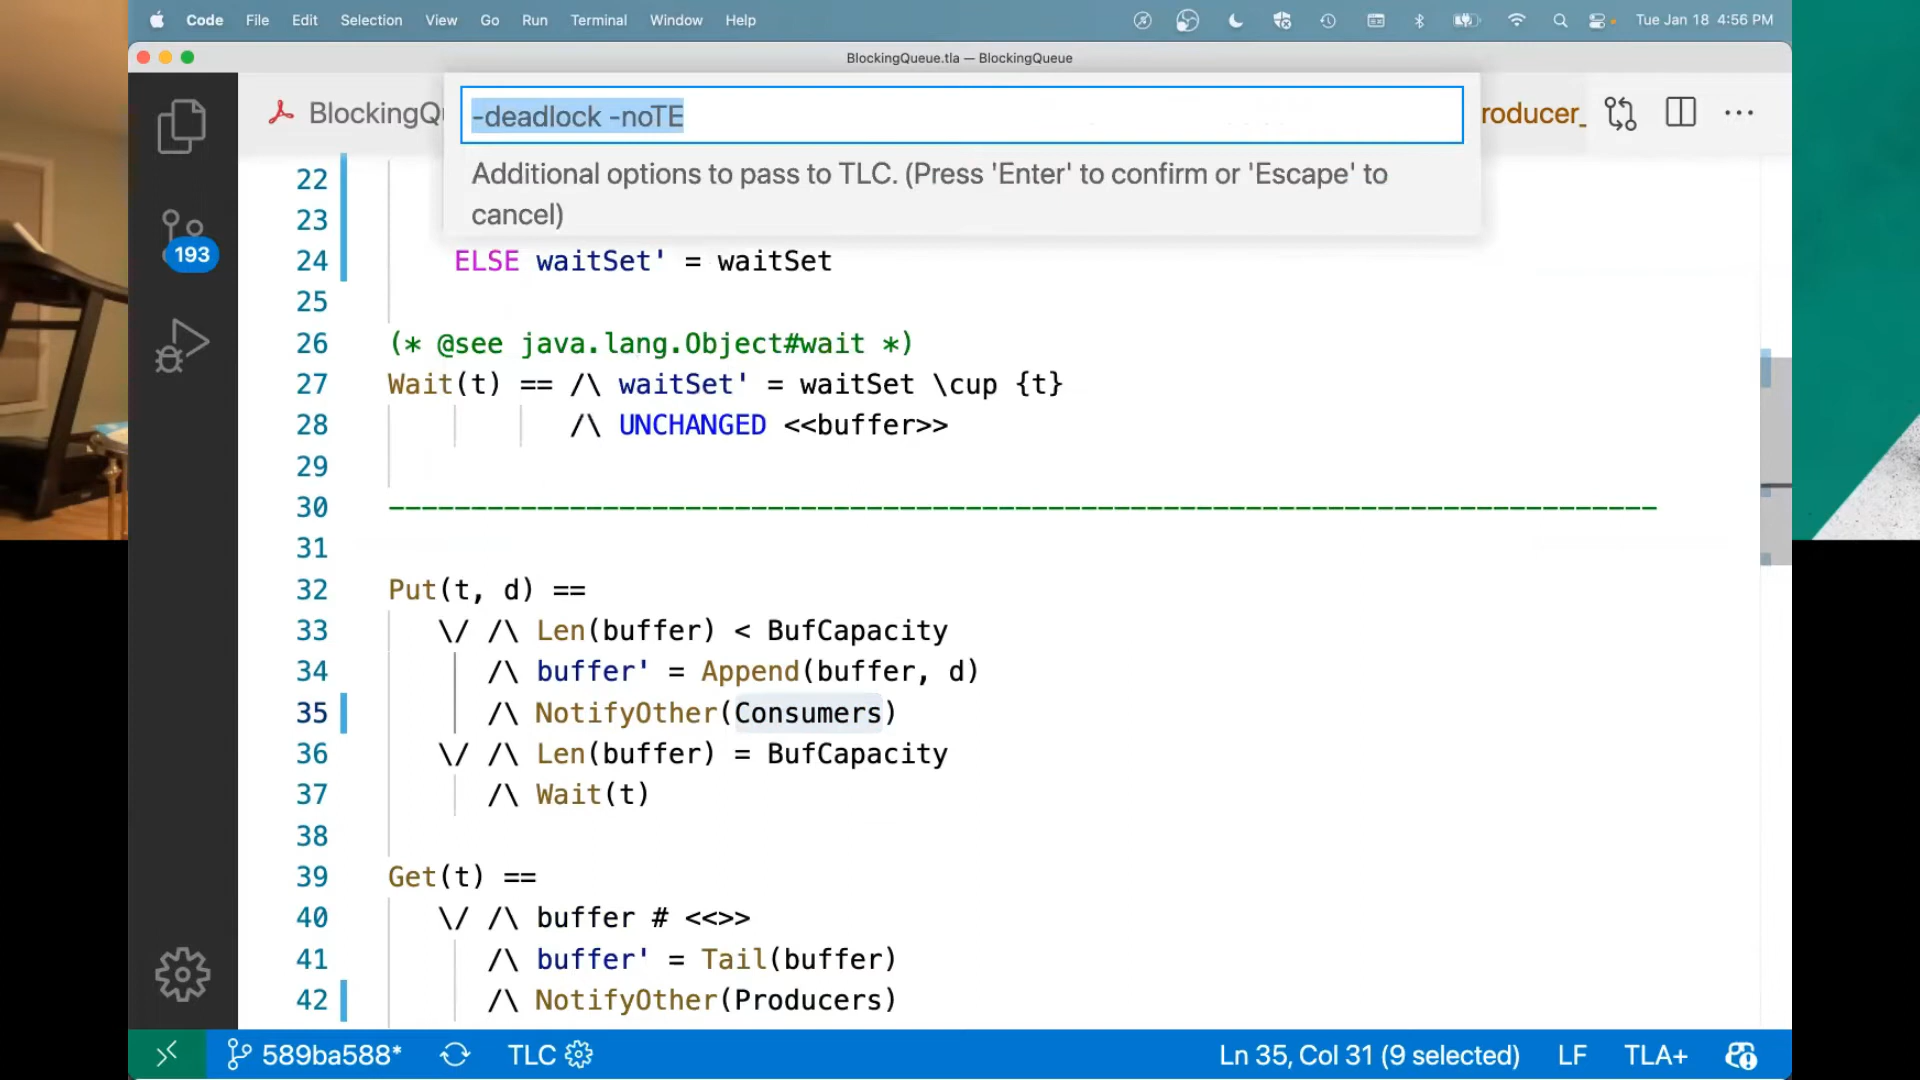 Code File Edit Selection View Go Run Terminal Window Help Tue Jan 18 4:56 PM
BlockingQueue.tla — BlockingQueue
BlockingQu roducer_
-deadlock -noTE
Additional options to pass to TLC. (Press 'Enter' to confirm or 'Escape' to
cancel)
22
23
24 ELSE waitSet' = waitSet
25
26 (* @see java.lang.Object#wait *)
27 Wait(t) == /\ waitSet' = waitSet \cup {t}
28 /\ UNCHANGED <<buffer>>
29
30 -----------------------------------------------------------------------------
31
32 Put(t, d) ==
33 \/ /\ Len(buffer) < BufCapacity
34 /\ buffer' = Append(buffer, d)
35 /\ NotifyOther(Consumers)
36 \/ /\ Len(buffer) = BufCapacity
37 /\ Wait(t)
38
39 Get(t) ==
40 \/ /\ buffer # <<>>
41 /\ buffer' = Tail(buffer)
42 /\ NotifyOther(Producers)
193
589ba588* TLC Ln 35, Col 31 (9 selected) LF TLA+